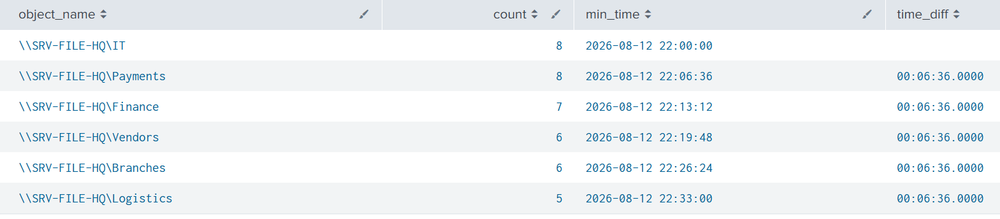 object_name count min_time time_diff
\\SRV-FILE-HQ\IT 8 2026-08-12 22:00:00
\\SRV-FILE-HQ\Payments 8 2026-08-12 22:06:36 00:06:36.0000
\\SRV-FILE-HQ\Finance 7 2026-08-12 22:13:12 00:06:36.0000
\\SRV-FILE-HQ\Vendors 6 2026-08-12 22:19:48 00:06:36.0000
\\SRV-FILE-HQ\Branches 6 2026-08-12 22:26:24 00:06:36.0000
\\SRV-FILE-HQ\Logistics 5 2026-08-12 22:33:00 00:06:36.0000